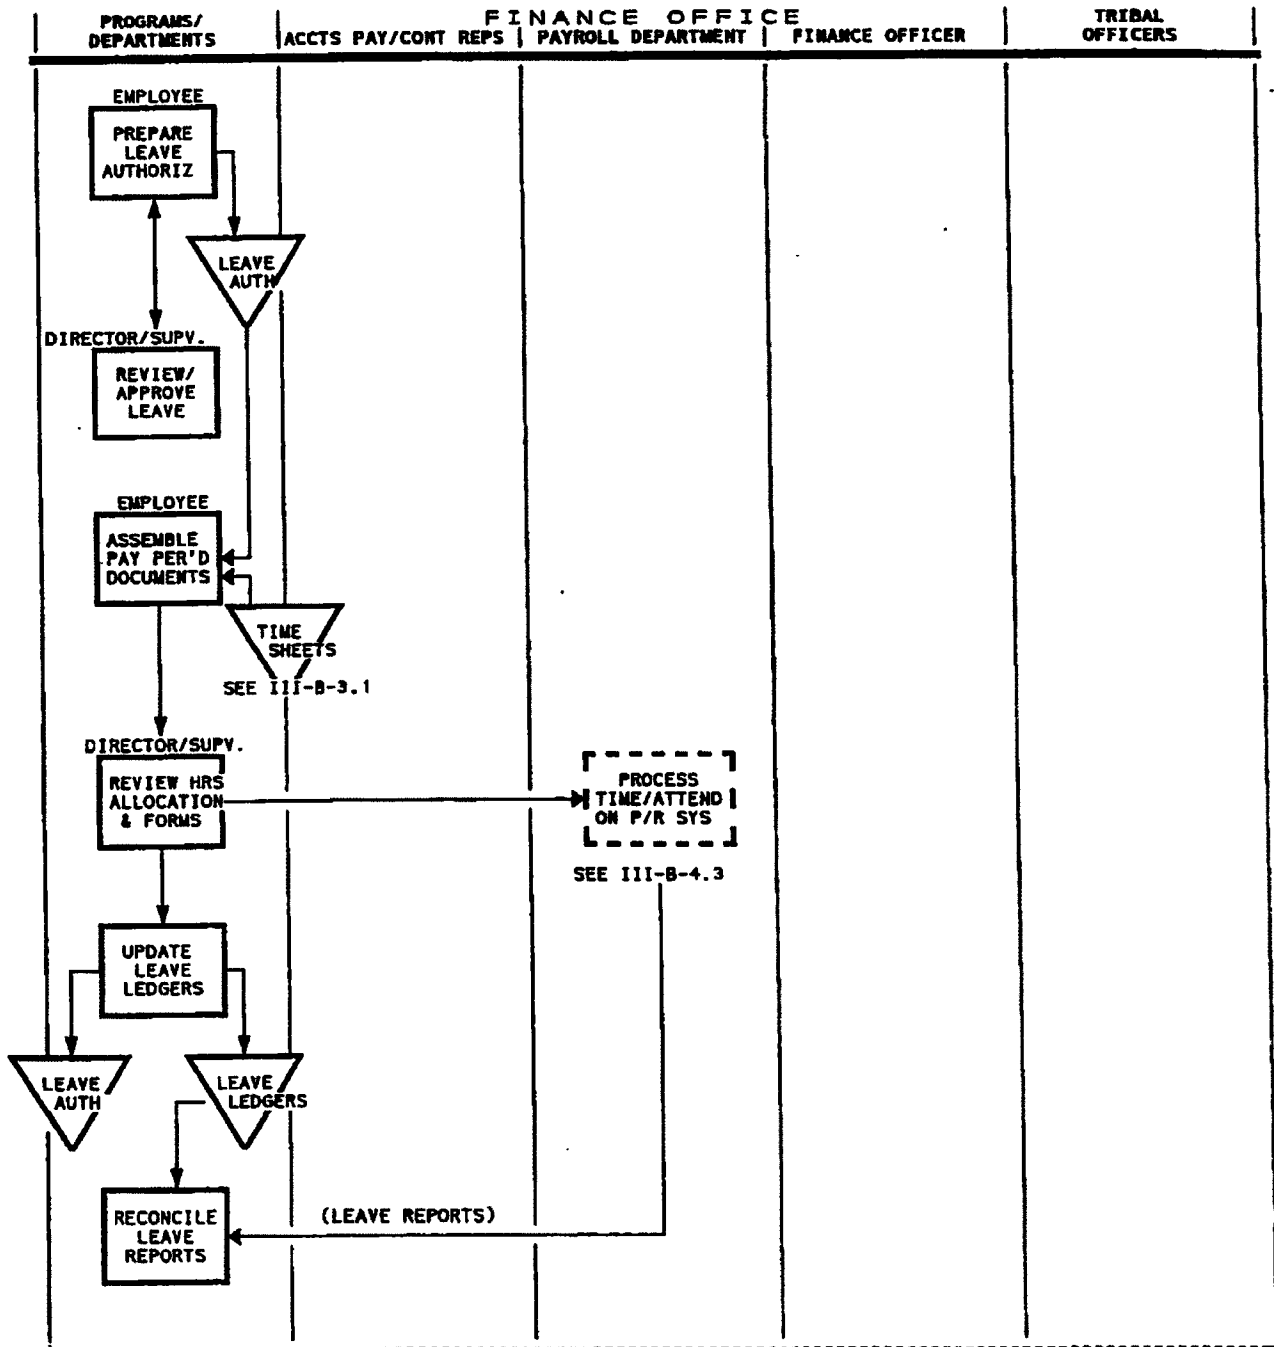 FINANCE OFFICE
PROGRAMS/
DEPARTMENTS
ACCTS PAY/CONT REPS
PAYROLL DEPARTMENT
FINANCE OFFICER
TRIBAL
OFFICERS
EMPLOYEE
PREPARE
LEAVE
AUTHORIZ
LEAVE
AUTH
DIRECTOR/SUPV.
REVIEW/
APPROVE
LEAVE
EMPLOYEE
ASSEMBLE
PAY PER'D
DOCUMENTS
TIME
SHEETS
SEE III-B-3.1
DIRECTOR/SUPV.
REVIEW HRS
ALLOCATION
& FORMS
PROCESS
TIME/ATTEND
ON P/R SYS
SEE III-B-4.3
UPDATE
LEAVE
LEDGERS
LEAVE
AUTH
LEAVE
LEDGERS
RECONCILE
LEAVE
REPORTS
(LEAVE REPORTS)